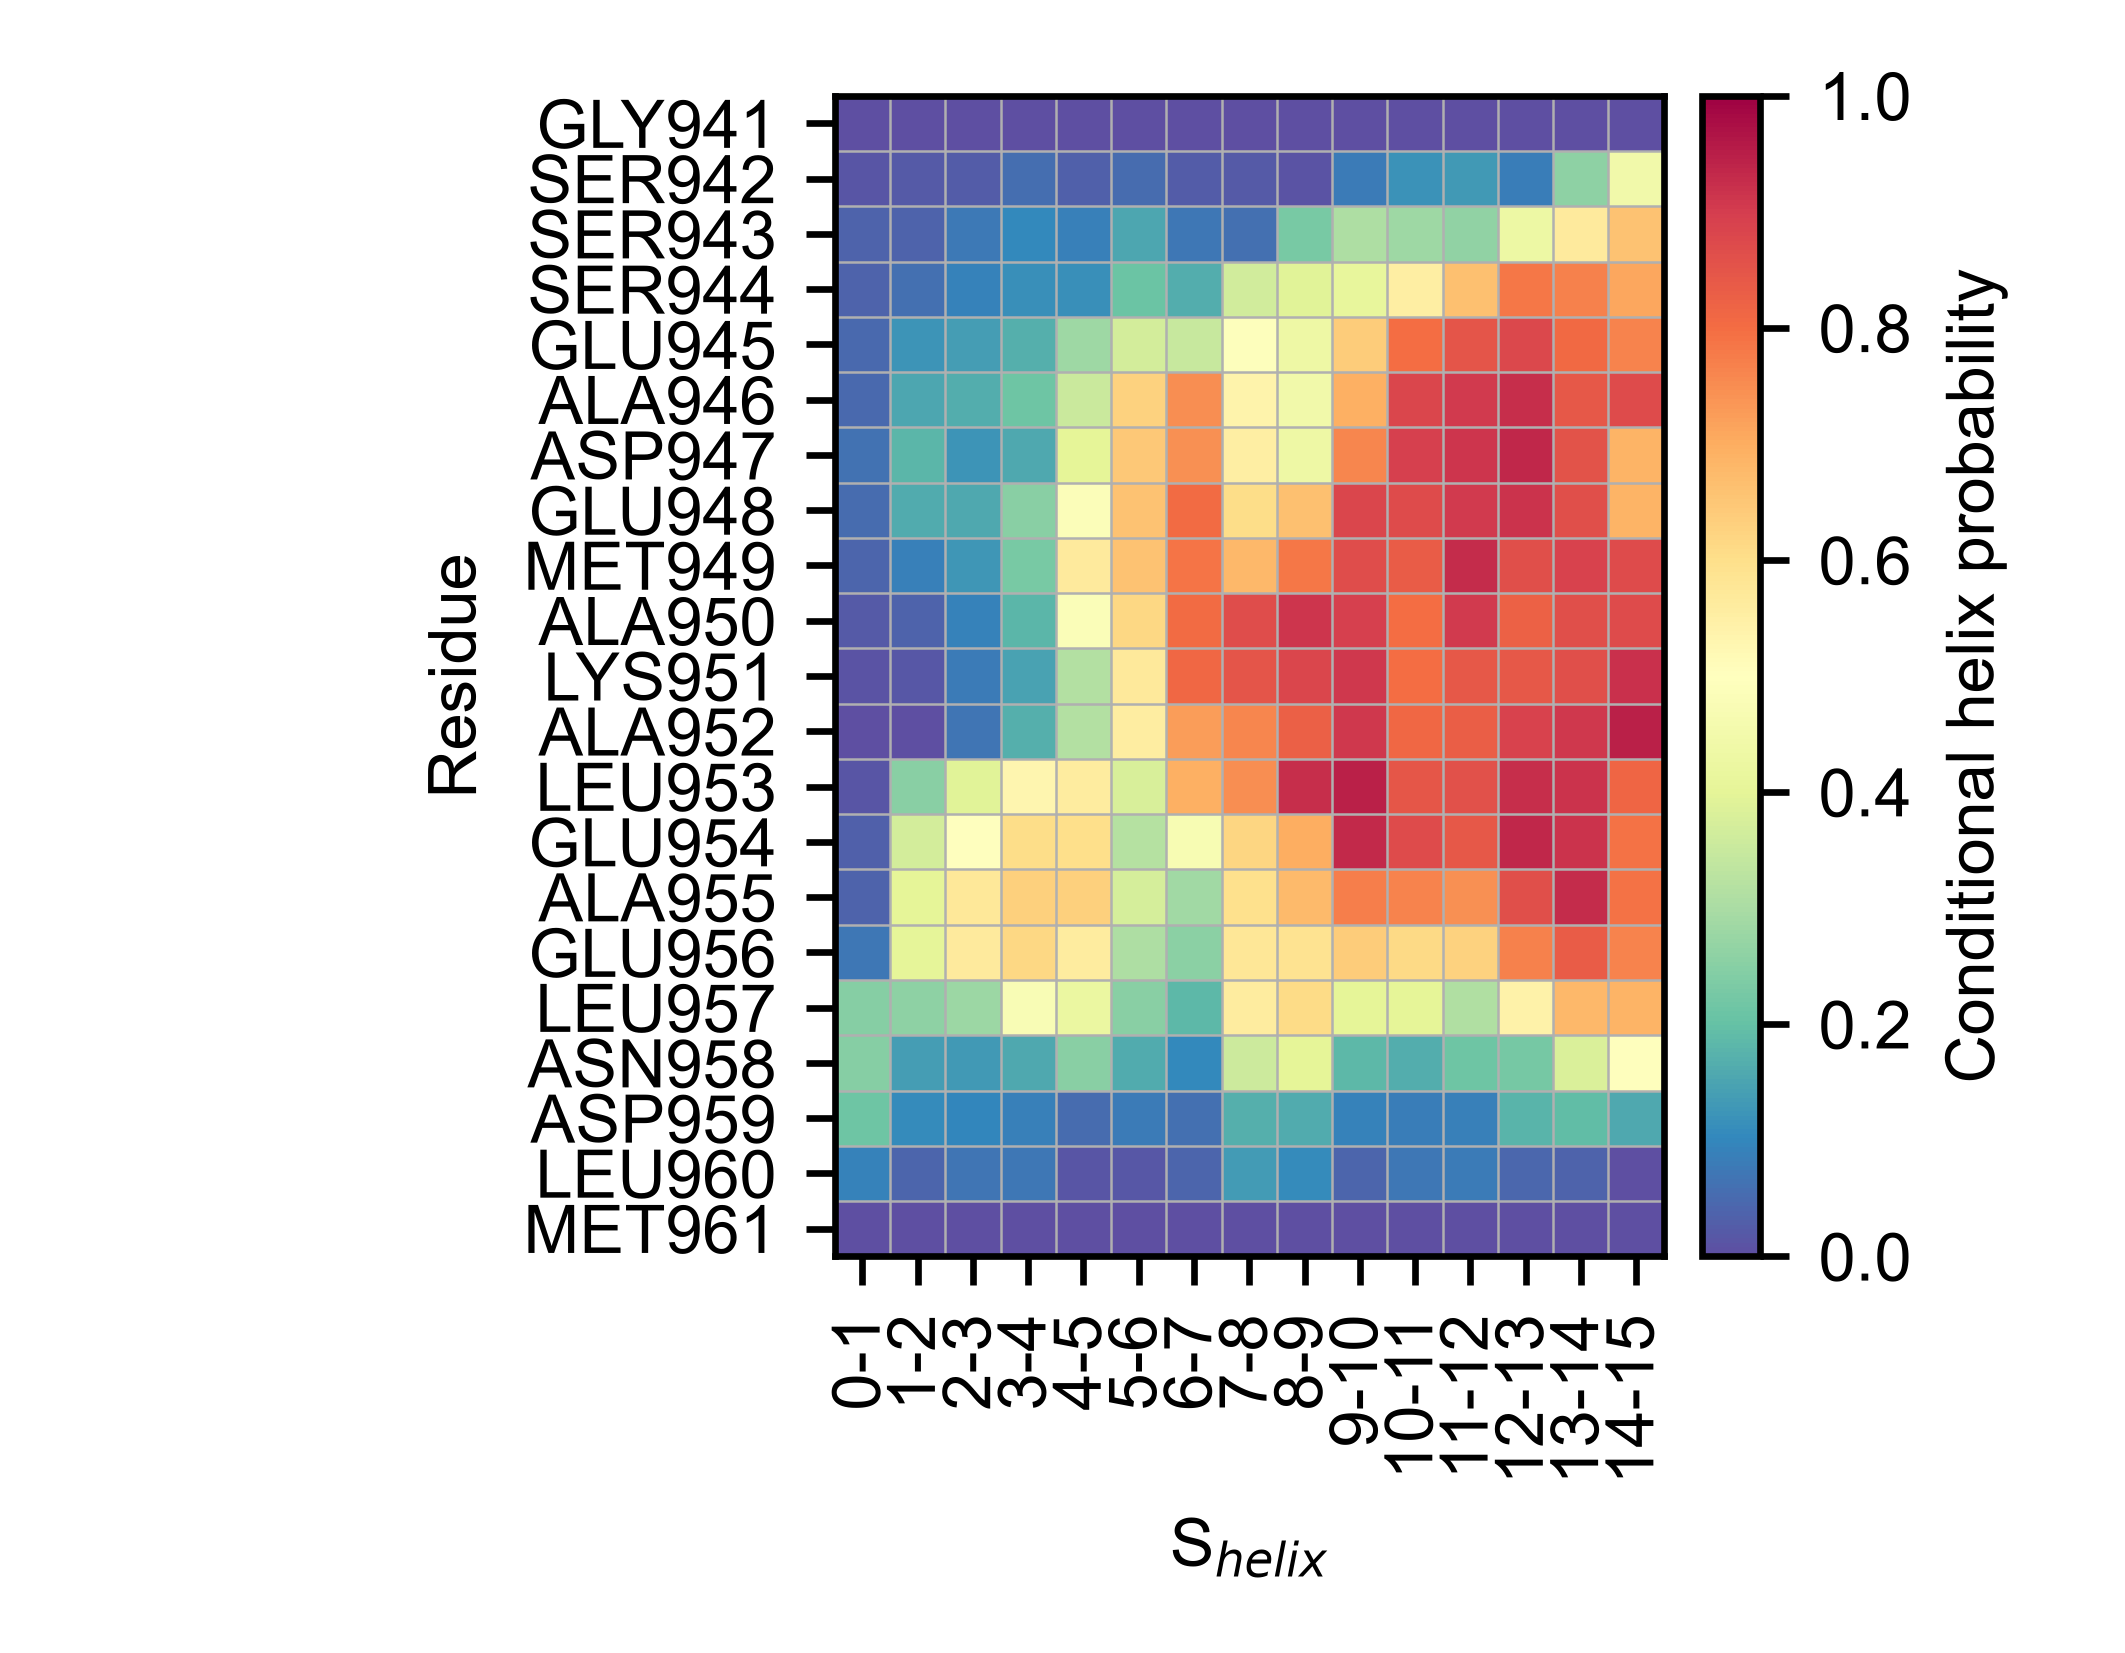 GLY941
SER942
SER943
SER944
GLU945
ALA946
ASP947
GLU948
MET949
ALA950
LYS951
ALA952
LEU953
GLU954
ALA955
GLU956
LEU957
ASN958
ASP959
LEU960
MET961
Residue
0-1
1-2
2-3
3-4
4-5
5-6
6-7
7-8
8-9
9-10
10-11
11-12
12-13
13-14
14-15
S_helix
1.0
0.8
0.6
0.4
0.2
0.0
Conditional helix probability